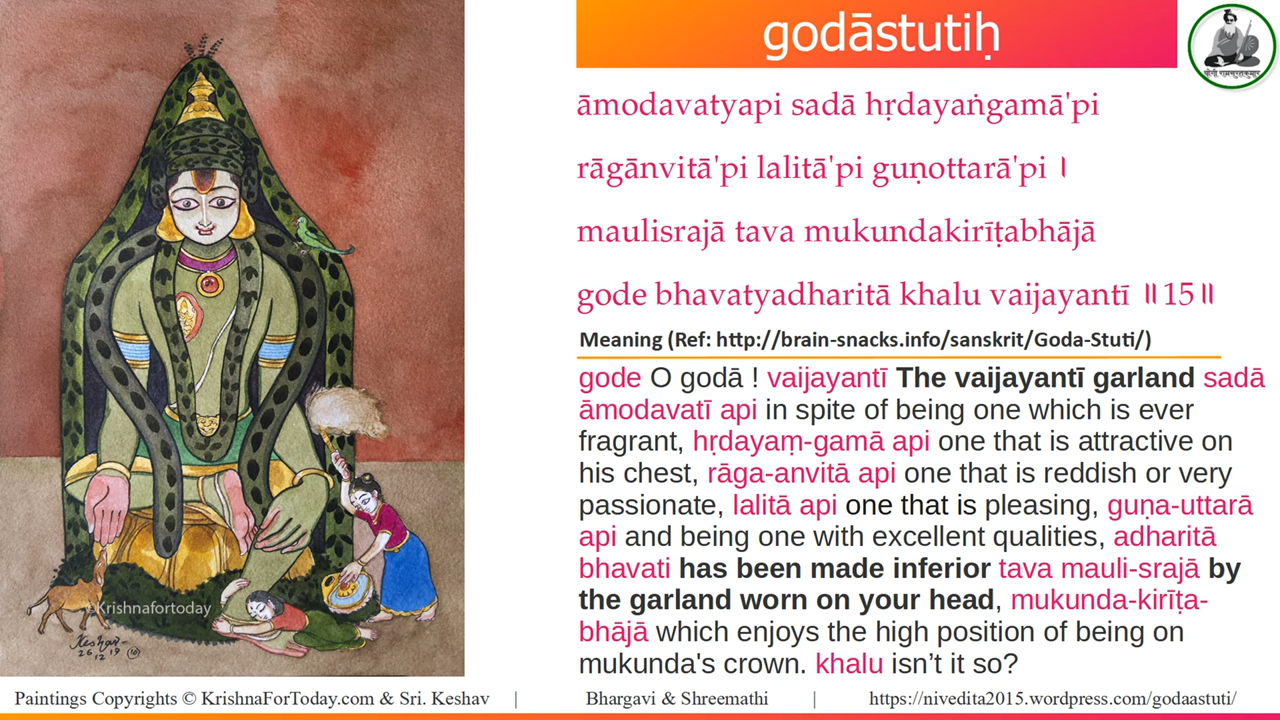 godāstutiḥ
योगी रामसुरतकुमार
āmodavatyapi sadā hṛdayaṅgamā'pi
rāgānvitā'pi lalitā'pi guṇottarā'pi ।
maulisrajā tava mukundakirīṭabhājā
gode bhavatyadharitā khalu vaijayantī ॥15॥
Meaning (Ref: http://brain-snacks.info/sanskrit/Goda-Stuti/)
gode O godā ! vaijayantī The vaijayantī garland sadā
āmodavatī api in spite of being one which is ever
fragrant, hṛdayaṃ-gamā api one that is attractive on
his chest, rāga-anvitā api one that is reddish or very
passionate, lalitā api one that is pleasing, guṇa-uttarā
api and being one with excellent qualities, adharitā
bhavati has been made inferior tava mauli-srajā by
the garland worn on your head, mukunda-kirīṭa-
bhājā which enjoys the high position of being on
mukunda's crown. khalu isn’t it so?
©Krishnafortoday
©Krishnafortoday
Keshav
26 12 19 10
Paintings Copyrights © KrishnaForToday.com & Sri. Keshav | Bhargavi & Shreemathi | https://nivedita2015.wordpress.com/godaastuti/